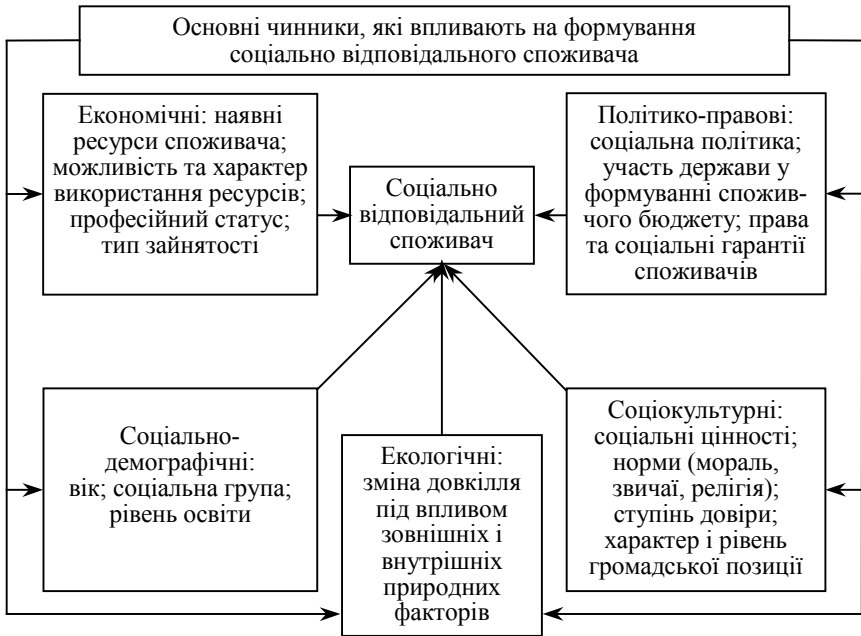 Основні чинники, які впливають на формування
соціально відповідального споживача
Економічні: наявні
ресурси споживача;
можливість та характер
використання ресурсів;
професійний статус;
тип зайнятості
Соціально
відповідальний
споживач
Політико-правові:
соціальна політика;
участь держави у
формуванні спожив-
чого бюджету; права
та соціальні гарантії
споживачів
Соціально-
демографічні:
вік; соціальна група;
рівень освіти
Екологічні:
зміна довкілля
під впливом
зовнішніх і
внутрішніх
природних
факторів
Соціокультурні:
соціальні цінності;
норми (мораль,
звичаї, релігія);
ступінь довіри;
характер і рівень
громадської позиції